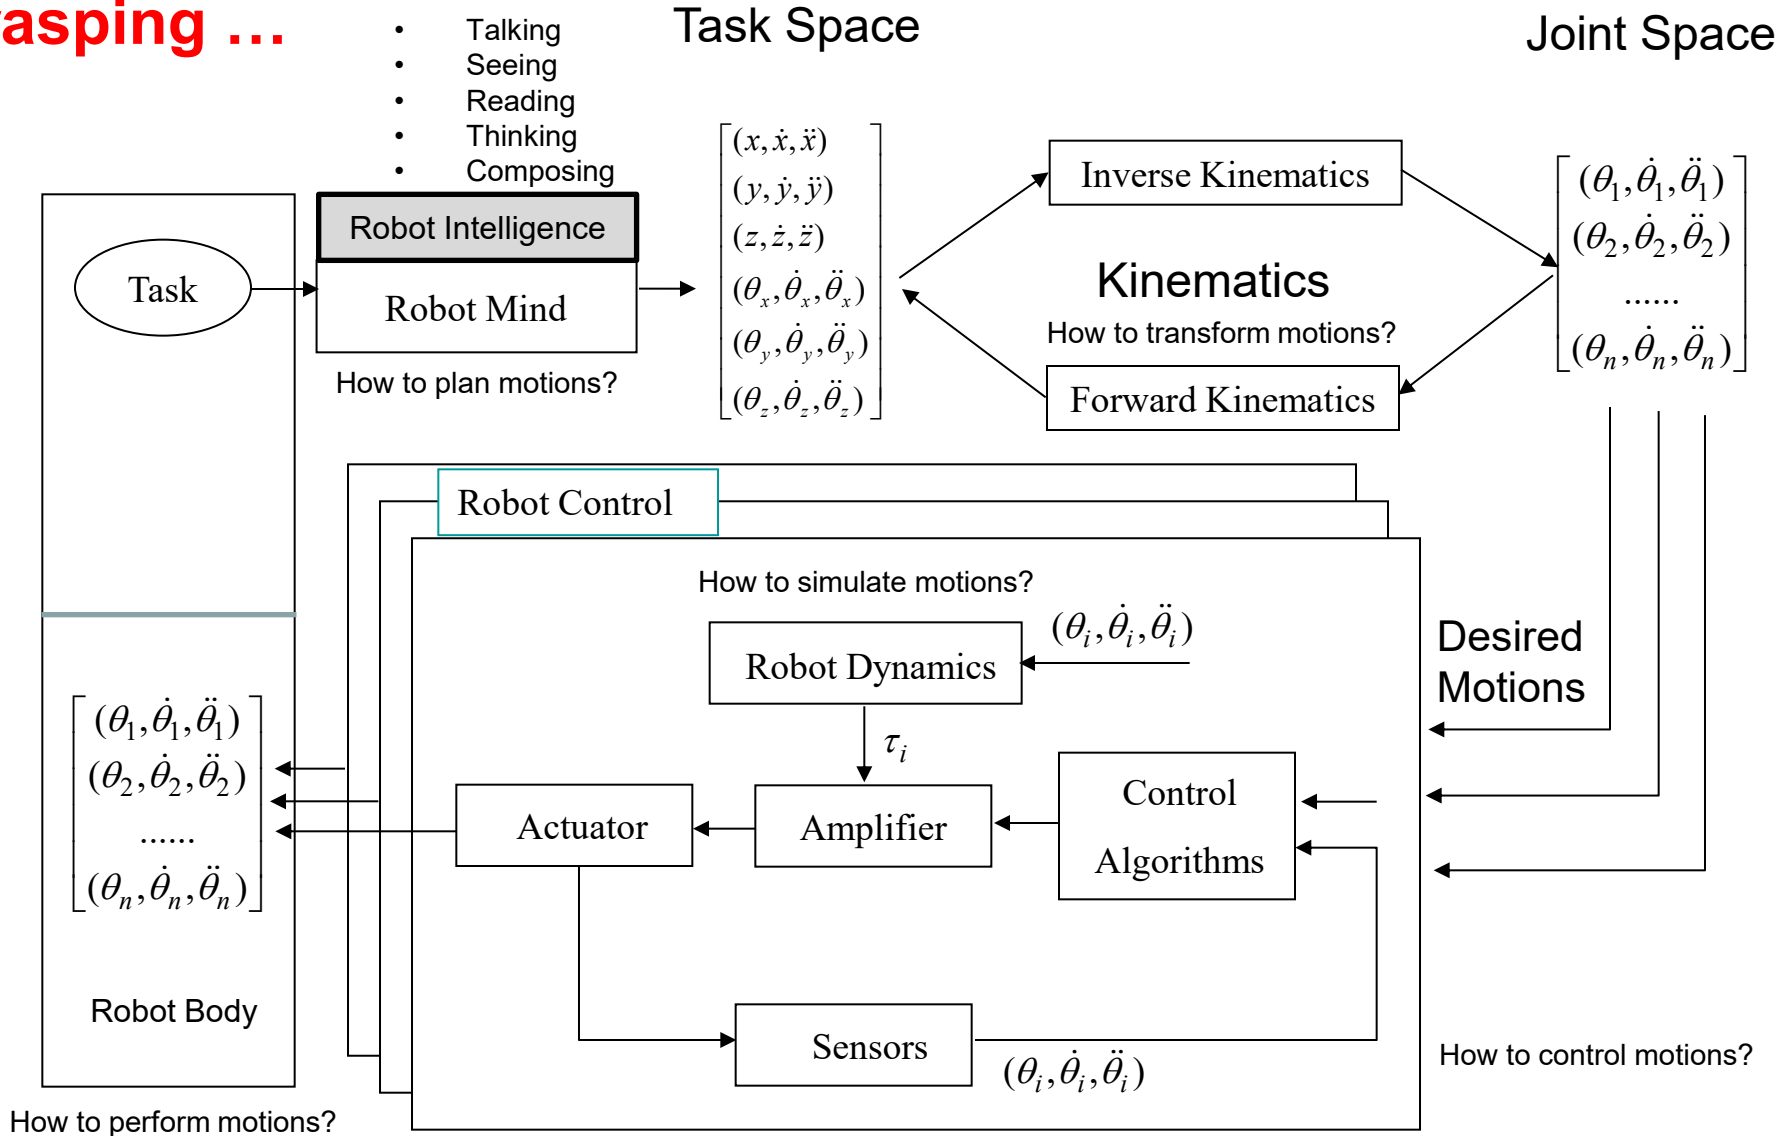 asping ...
• Talking
• Seeing
• Reading
• Thinking
• Composing
Task Space
Joint Space
Task
Robot Intelligence
Robot Mind
How to plan motions?
(x, ẋ, ẍ)
(y, ẏ, ÿ)
(z, ż, z̈)
(θx, θ̇x, θ̈x)
(θy, θ̇y, θ̈y)
(θz, θ̇z, θ̈z)
Inverse Kinematics
Kinematics
How to transform motions?
Forward Kinematics
(θ1, θ̇1, θ̈1)
(θ2, θ̇2, θ̈2)
......
(θn, θ̇n, θ̈n)
Robot Control
How to simulate motions?
Robot Dynamics
(θi, θ̇i, θ̈i)
τi
Desired
Motions
Control
Algorithms
Amplifier
Actuator
Sensors
(θi, θ̇i, θ̈i)
(θ1, θ̇1, θ̈1)
(θ2, θ̇2, θ̈2)
......
(θn, θ̇n, θ̈n)
Robot Body
How to control motions?
How to perform motions?